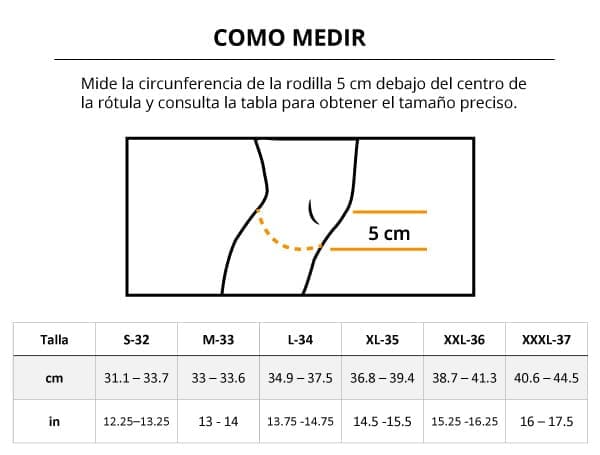 COMO MEDIR
Mide la circunferencia de la rodilla 5 cm debajo del centro de
la rótula y consulta la tabla para obtener el tamaño preciso.
5 cm
Talla S-32 M-33 L-34 XL-35 XXL-36 XXXL-37
cm 31.1 – 33.7 33 – 33.6 34.9 – 37.5 36.8 – 39.4 38.7 – 41.3 40.6 – 44.5
in 12.25–13.25 13 - 14 13.75 -14.75 14.5 -15.5 15.25 -16.25 16 – 17.5